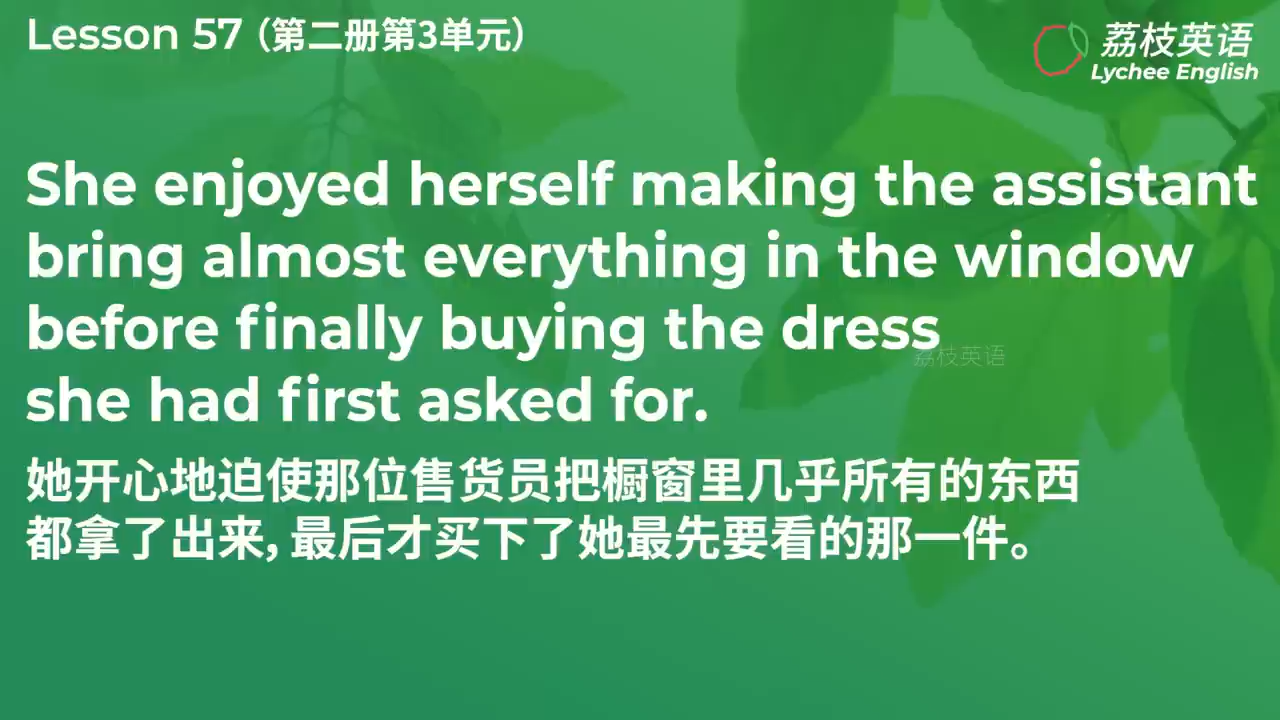 Lesson 57（第二册第3单元）
荔枝英语
Lychee English
She enjoyed herself making the assistant
bring almost everything in the window
before finally buying the dress
荔枝英语
she had first asked for.
她开心地迫使那位售货员把橱窗里几乎所有的东西
都拿了出来, 最后才买下了她最先要看的那一件。